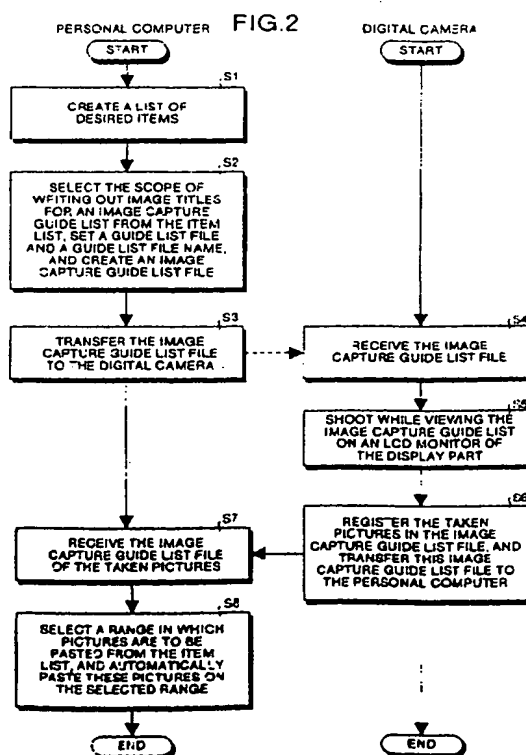 FIG.2
PERSONAL COMPUTER
DIGITAL CAMERA
START
START
S1
CREATE A LIST OF
DESIRED ITEMS
S2
SELECT THE SCOPE OF
WRITING OUT IMAGE TITLES
FOR AN IMAGE CAPTURE
GUIDE LIST FROM THE ITEM
LIST, SET A GUIDE LIST FILE
AND A GUIDE LIST FILE NAME,
AND CREATE AN IMAGE
CAPTURE GUIDE LIST FILE
S3
TRANSFER THE IMAGE
CAPTURE GUIDE LIST FILE
TO THE DIGITAL CAMERA
S4
RECEIVE THE IMAGE
CAPTURE GUIDE LIST FILE
S5
SHOOT WHILE VIEWING THE
IMAGE CAPTURE GUIDE LIST
ON AN LCD MONITOR OF
THE DISPLAY PART
S6
REGISTER THE TAKEN
PICTURES IN THE IMAGE
CAPTURE GUIDE LIST FILE, AND
TRANSFER THIS IMAGE
CAPTURE GUIDE LIST FILE TO
THE PERSONAL COMPUTER
S7
RECEIVE THE IMAGE
CAPTURE GUIDE LIST FILE
OF THE TAKEN PICTURES
S8
SELECT A RANGE IN WHICH
PICTURES ARE TO BE
PASTED FROM THE ITEM
LIST, AND AUTOMATICALLY
PASTE THESE PICTURES ON
THE SELECTED RANGE
END
END